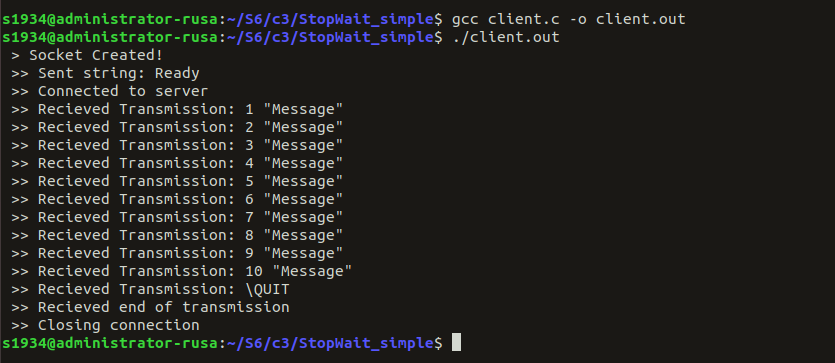 s1934@administrator-rusa:~/S6/c3/StopWait_simple$ gcc client.c -o client.out
s1934@administrator-rusa:~/S6/c3/StopWait_simple$ ./client.out
> Socket Created!
>> Sent string: Ready
>> Connected to server
>> Recieved Transmission: 1 "Message"
>> Recieved Transmission: 2 "Message"
>> Recieved Transmission: 3 "Message"
>> Recieved Transmission: 4 "Message"
>> Recieved Transmission: 5 "Message"
>> Recieved Transmission: 6 "Message"
>> Recieved Transmission: 7 "Message"
>> Recieved Transmission: 8 "Message"
>> Recieved Transmission: 9 "Message"
>> Recieved Transmission: 10 "Message"
>> Recieved Transmission: \QUIT
>> Recieved end of transmission
>> Closing connection
s1934@administrator-rusa:~/S6/c3/StopWait_simple$